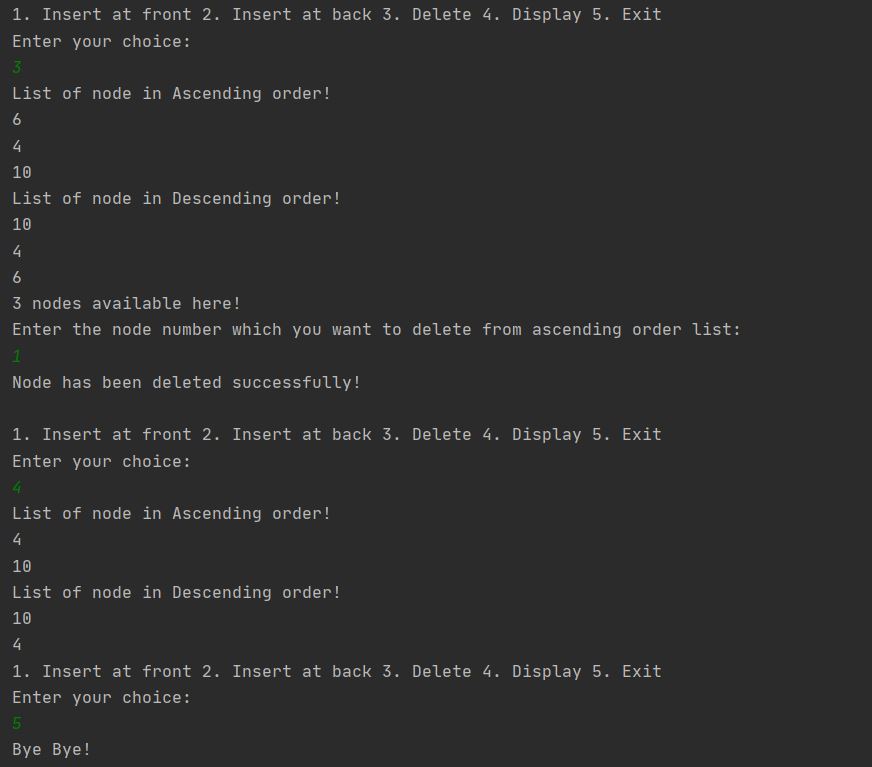 1. Insert at front 2. Insert at back 3. Delete 4. Display 5. Exit
Enter your choice:
3
List of node in Ascending order!
6
4
10
List of node in Descending order!
10
4
6
3 nodes available here!
Enter the node number which you want to delete from ascending order list:
1
Node has been deleted successfully!

1. Insert at front 2. Insert at back 3. Delete 4. Display 5. Exit
Enter your choice:
4
List of node in Ascending order!
4
10
List of node in Descending order!
10
4
1. Insert at front 2. Insert at back 3. Delete 4. Display 5. Exit
Enter your choice:
5
Bye Bye!